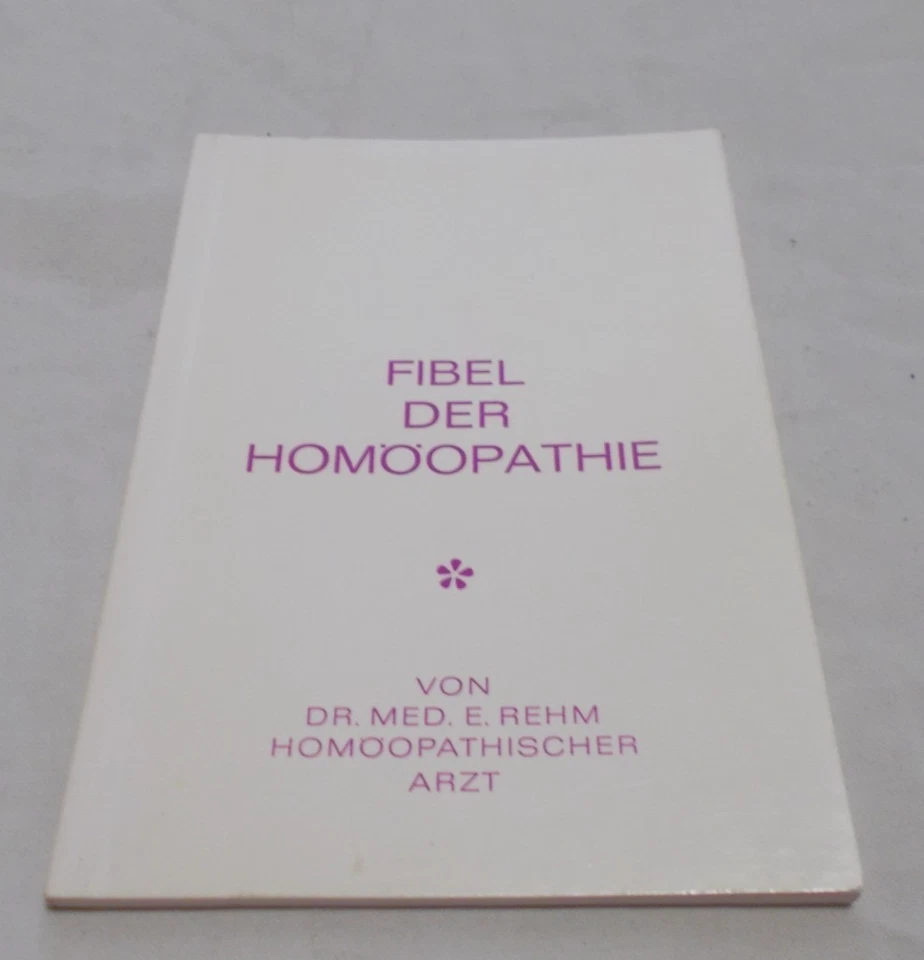 FIBEL
DER
HOMÖOPATHIE
*
VON
DR. MED. E. REHM
HOMÖOPATHISCHER
ARZT